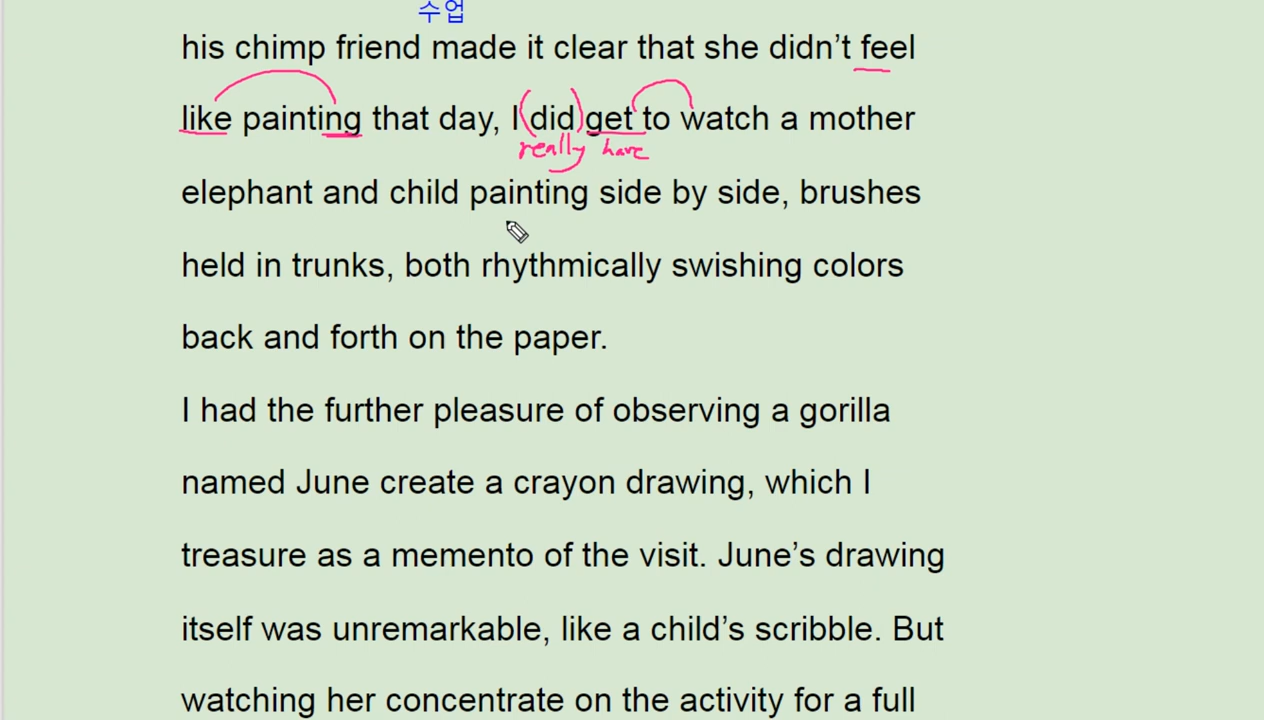 수업
his chimp friend made it clear that she didn’t feel
like painting that day, I (did) get to watch a mother
really have
elephant and child painting side by side, brushes
held in trunks, both rhythmically swishing colors
back and forth on the paper.
I had the further pleasure of observing a gorilla
named June create a crayon drawing, which I
treasure as a memento of the visit. June’s drawing
itself was unremarkable, like a child’s scribble. But
watching her concentrate on the activity for a full